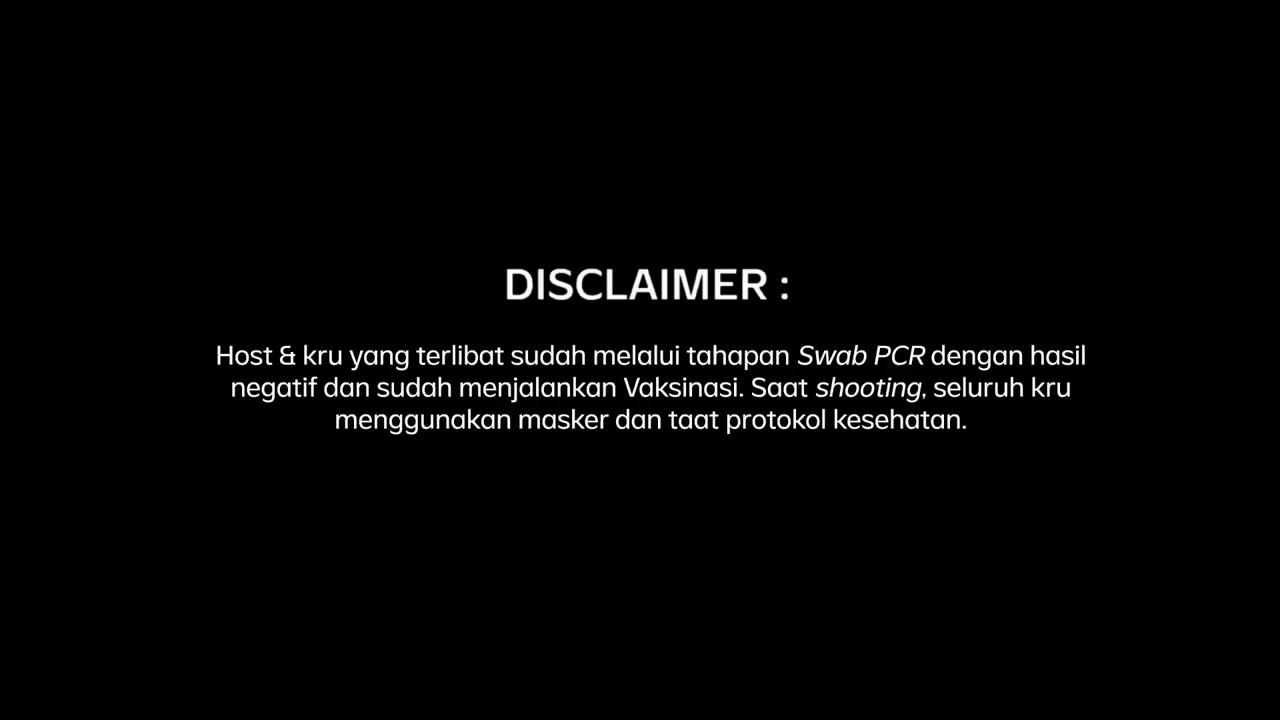 DISCLAIMER :
Host & kru yang terlibat sudah melalui tahapan Swab PCR dengan hasil
negatif dan sudah menjalankan Vaksinasi. Saat shooting, seluruh kru
menggunakan masker dan taat protokol kesehatan.